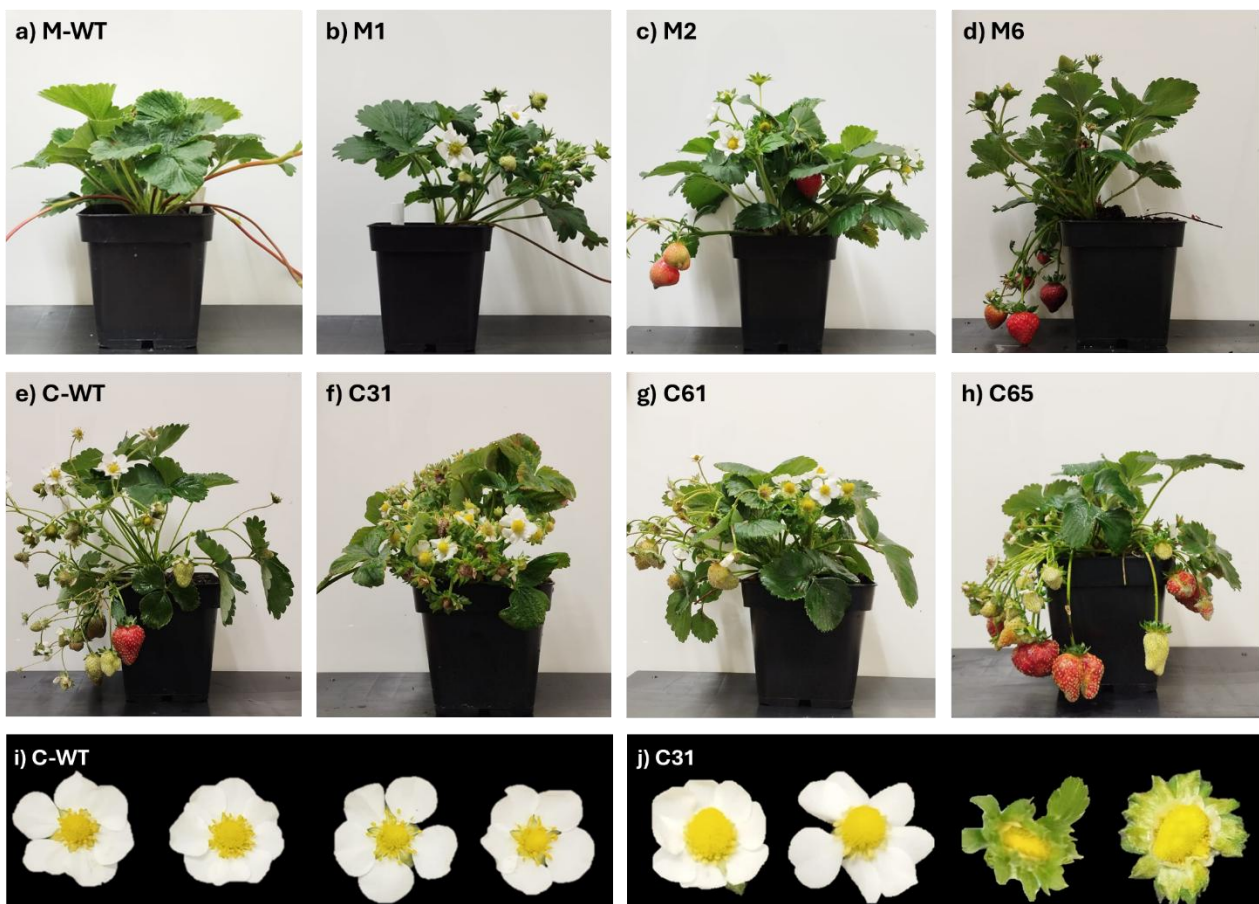 a) M-WT
b) M1
c) M2
d) M6
e) C-WT
f) C31
g) C61
h) C65
i) C-WT
j) C31